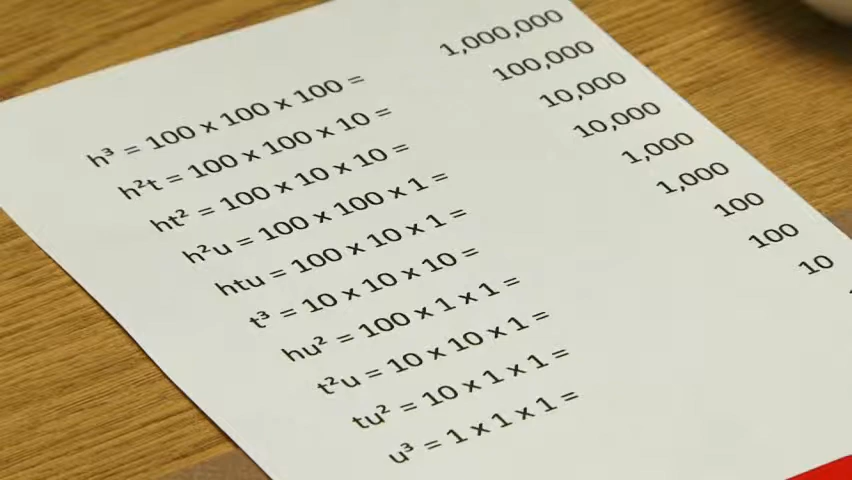 h³ = 100 x 100 x 100 = 1,000,000
h²t = 100 x 100 x 10 = 100,000
ht² = 100 x 10 x 10 = 10,000
h²u = 100 x 100 x 1 = 10,000
htu = 100 x 10 x 1 = 1,000
t³ = 10 x 10 x 10 = 1,000
hu² = 100 x 1 x 1 = 100
t²u = 10 x 10 x 1 = 100
tu² = 10 x 1 x 1 = 10
u³ = 1 x 1 x 1 =